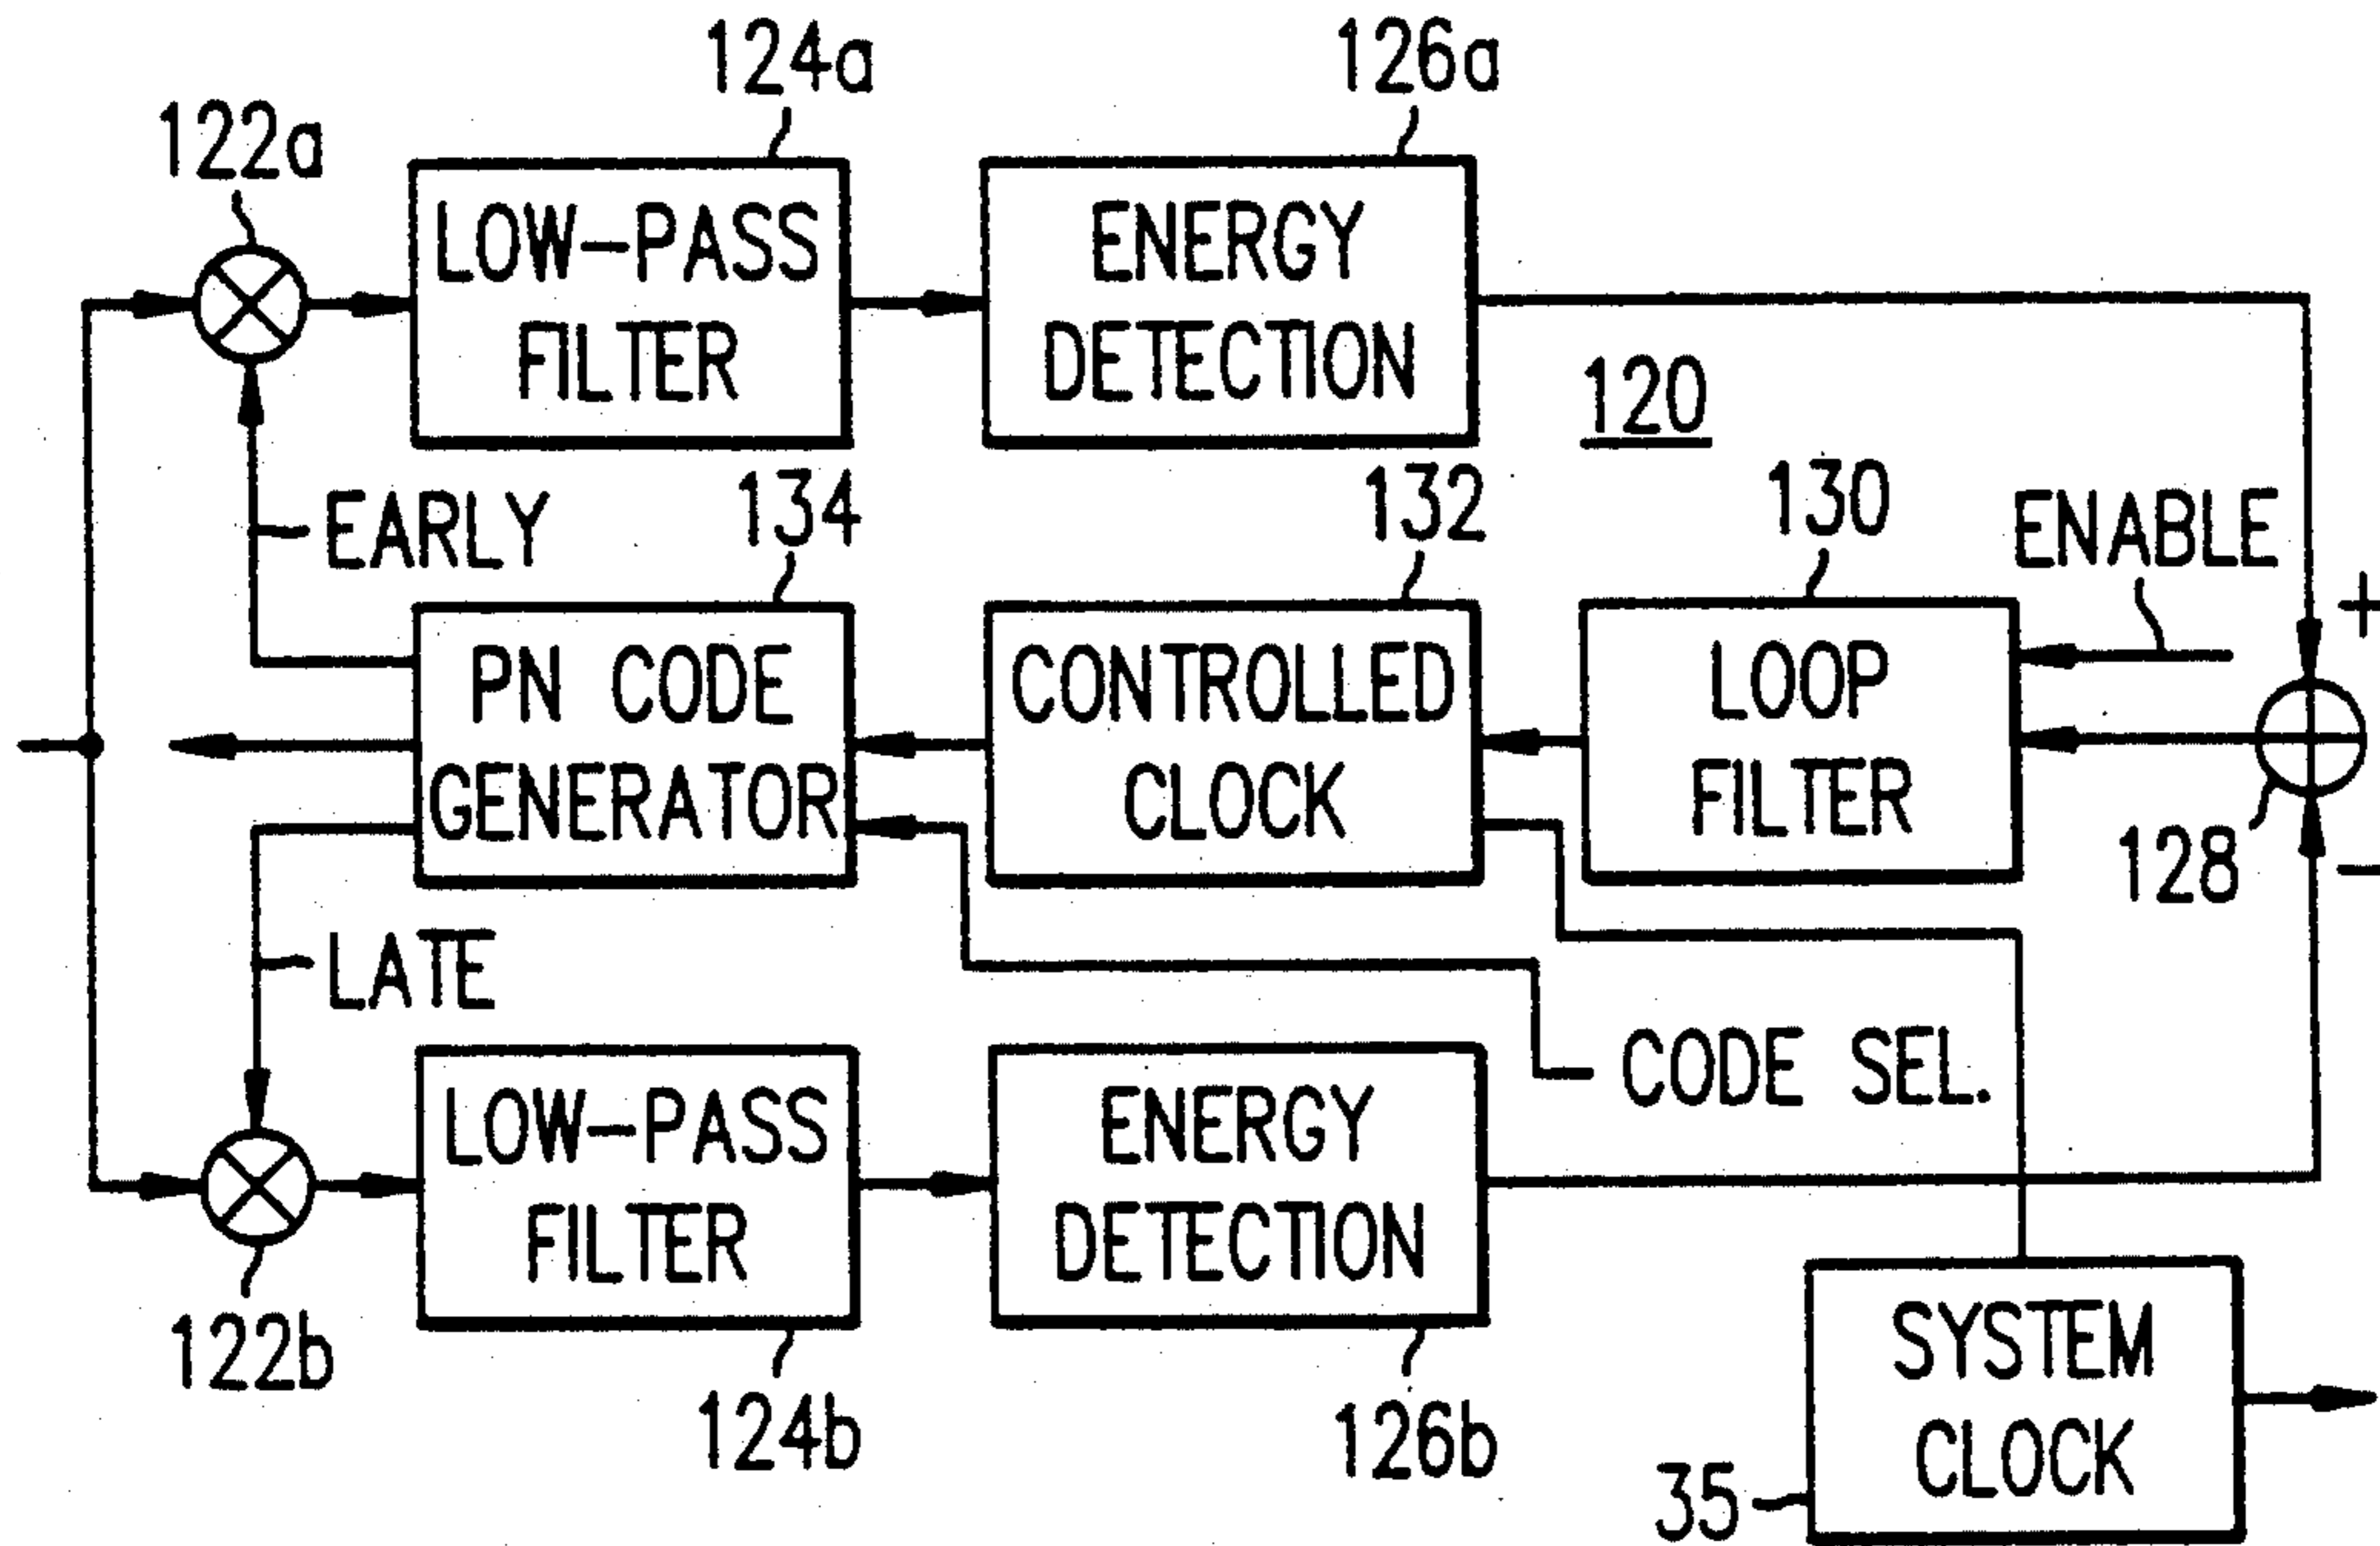 124a
126a
122a
LOW-PASS
FILTER
ENERGY
DETECTION
120
134
132
130
EARLY
ENABLE
+
PN CODE
GENERATOR
CONTROLLED
CLOCK
LOOP
FILTER
128
-
LATE
CODE SEL.
LOW-PASS
FILTER
ENERGY
DETECTION
122b
124b
126b
SYSTEM
CLOCK
35